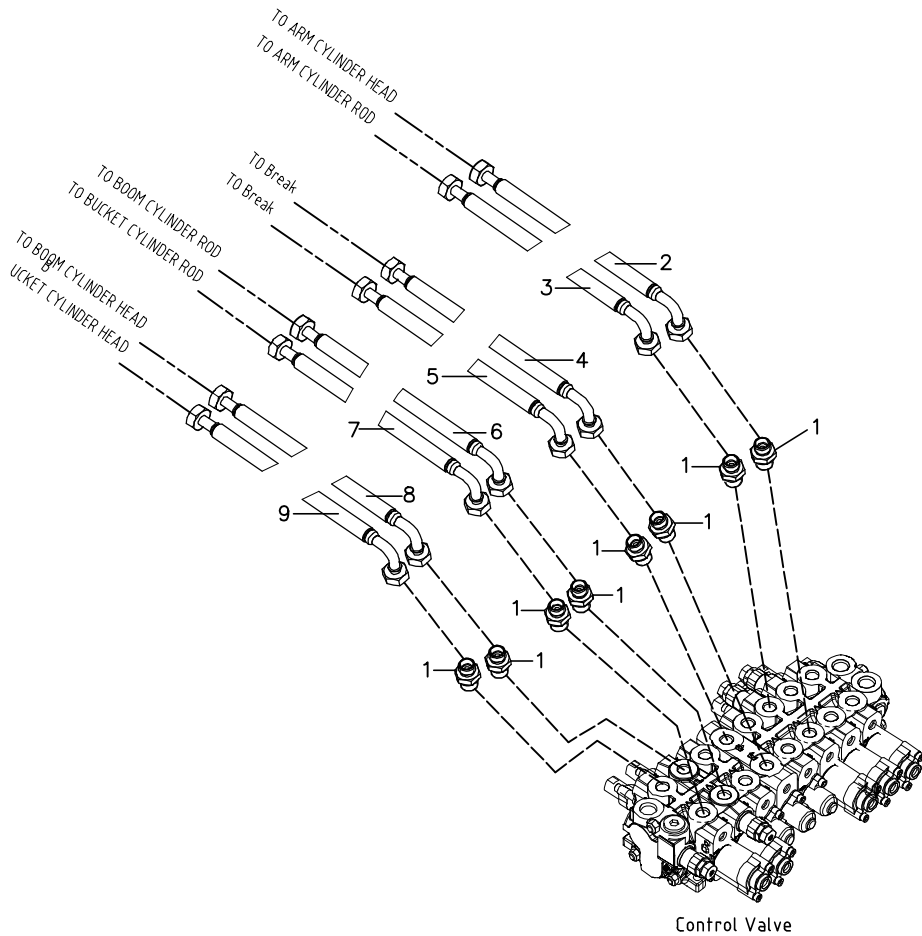 TO ARM CYLINDER HEAD
TO ARM CYLINDER ROD
TO Break
TO Break
TO BOOM CYLINDER ROD
TO BUCKET CYLINDER ROD
TO BOOM CYLINDER HEAD
B
UCKET CYLINDER HEAD
2
3
4
5
6
7
8
9
1
1
1
1
1
1
1
1
Control Valve